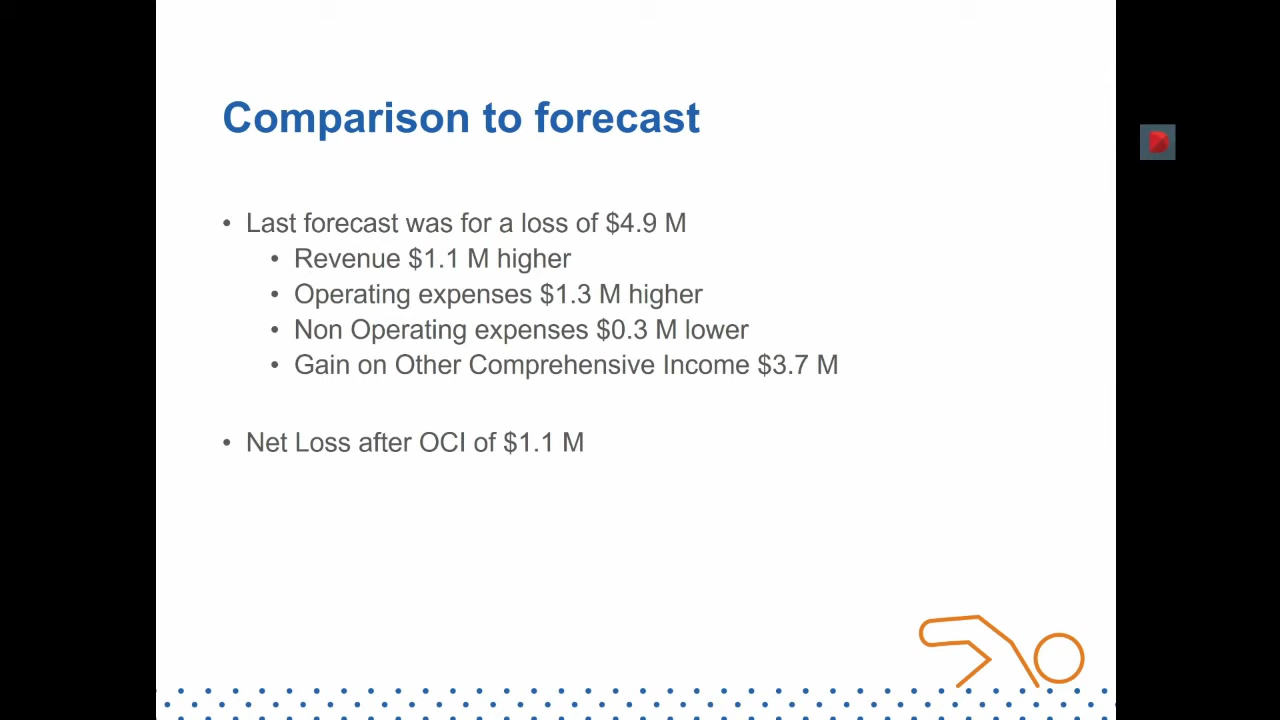 Comparison to forecast
• Last forecast was for a loss of $4.9 M
• Revenue $1.1 M higher
• Operating expenses $1.3 M higher
• Non Operating expenses $0.3 M lower
• Gain on Other Comprehensive Income $3.7 M
• Net Loss after OCI of $1.1 M